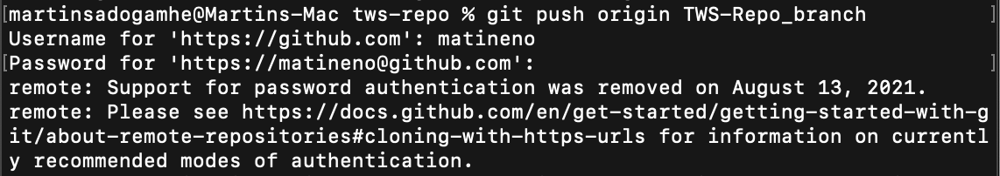 [martinsadogamhe@Martins-Mac tws-repo % git push origin TWS-Repo_branch ]
Username for 'https://github.com': matineno
[Password for 'https://matineno@github.com': ]
remote: Support for password authentication was removed on August 13, 2021.
remote: Please see https://docs.github.com/en/get-started/getting-started-with-g
it/about-remote-repositories#cloning-with-https-urls for information on currentl
y recommended modes of authentication.